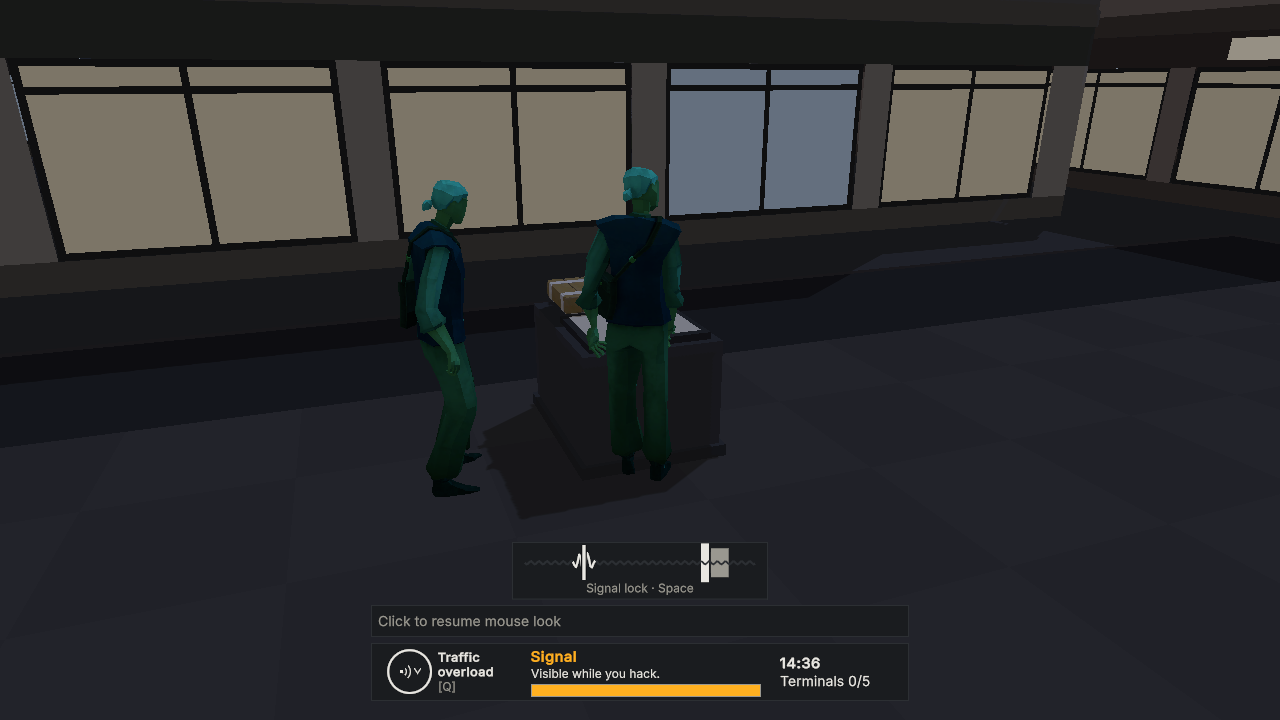 Signal lock · Space
Click to resume mouse look
Traffic
overload
[Q]
Signal
Visible while you hack.
14:36
Terminals 0/5